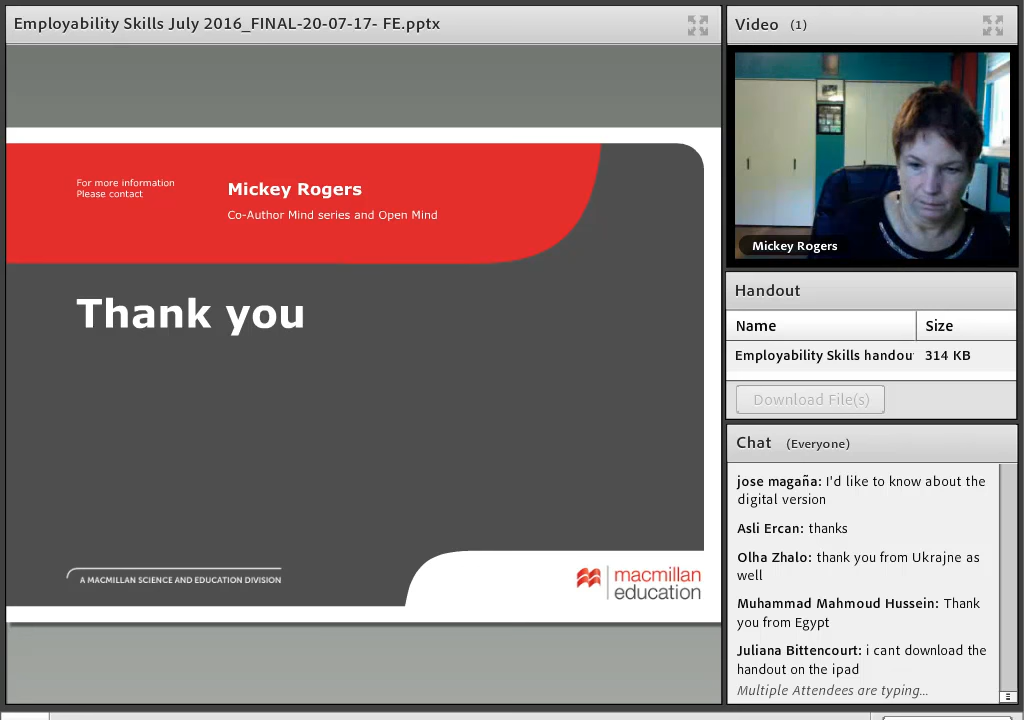 Employability Skills July 2016_FINAL-20-07-17- FE.pptx
For more information
Please contact
Mickey Rogers
Co-Author Mind series and Open Mind
Thank you
A MACMILLAN SCIENCE AND EDUCATION DIVISION
macmillan
education
Video (1)
Mickey Rogers
Handout
Name Size
Employability Skills handou 314 KB
Download File(s)
Chat (Everyone)
jose magaña: I'd like to know about the
digital version
Asli Ercan: thanks
Olha Zhalo: thank you from Ukrajne as
well
Muhammad Mahmoud Hussein: Thank
you from Egypt
Juliana Bittencourt: i cant download the
handout on the ipad
Multiple Attendees are typing...